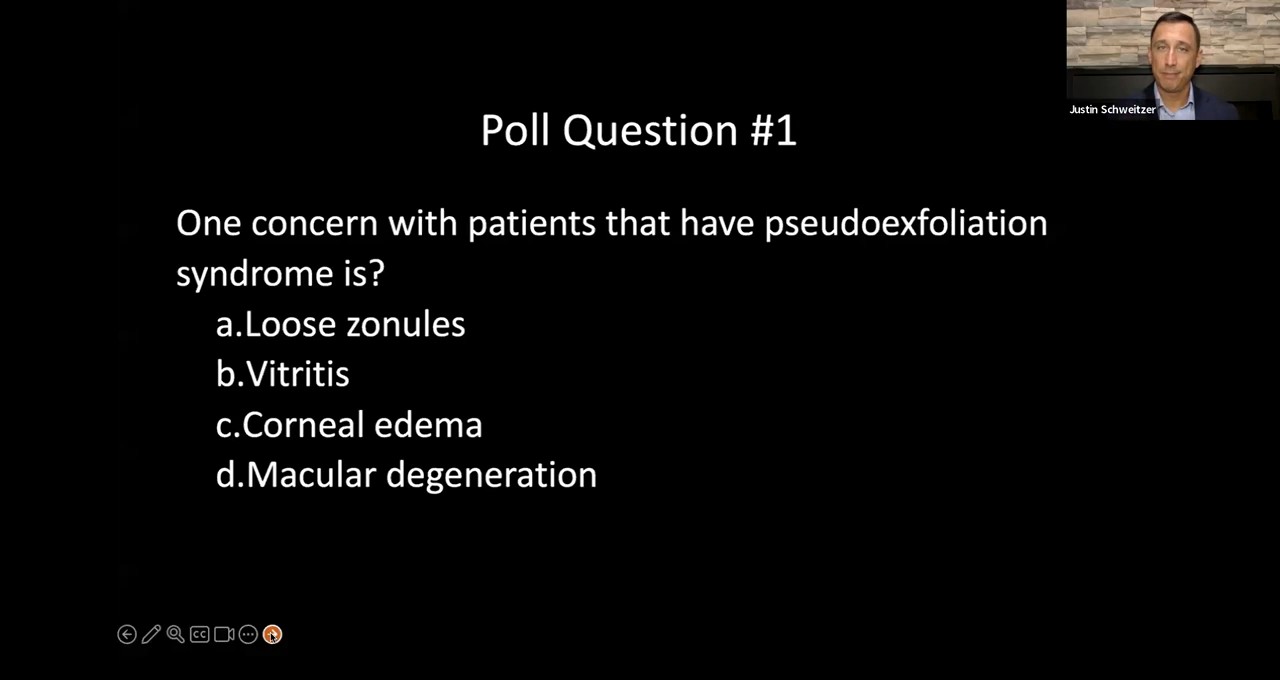 Justin Schweitzer
Poll Question #1
One concern with patients that have pseudoexfoliation
syndrome is?
a.Loose zonules
b.Vitritis
c.Corneal edema
d.Macular degeneration
CC